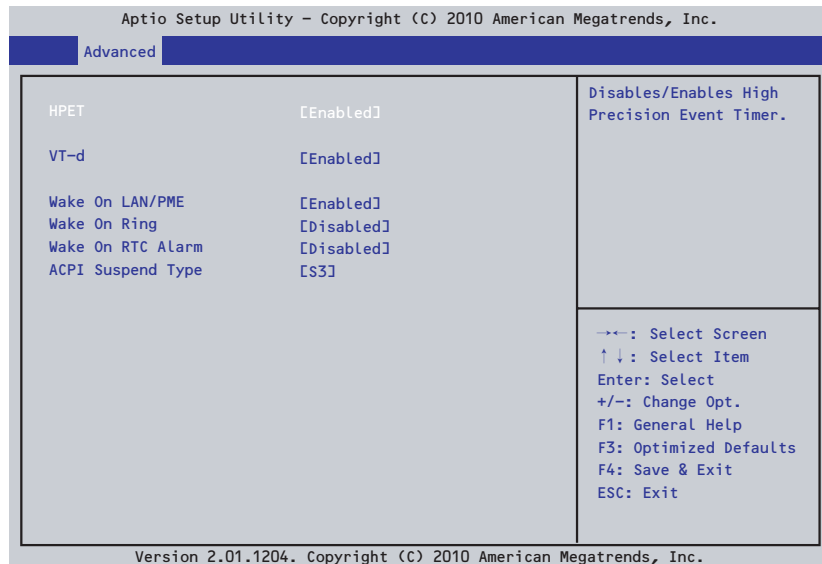 Aptio Setup Utility – Copyright (C) 2010 American Megatrends, Inc.
Advanced
HPET [Enabled]
VT-d [Enabled]
Wake On LAN/PME [Enabled]
Wake On Ring [Disabled]
Wake On RTC Alarm [Disabled]
ACPI Suspend Type [S3]
Disables/Enables High
Precision Event Timer.
→←: Select Screen
↑↓: Select Item
Enter: Select
+/-: Change Opt.
F1: General Help
F3: Optimized Defaults
F4: Save & Exit
ESC: Exit
Version 2.01.1204. Copyright (C) 2010 American Megatrends, Inc.